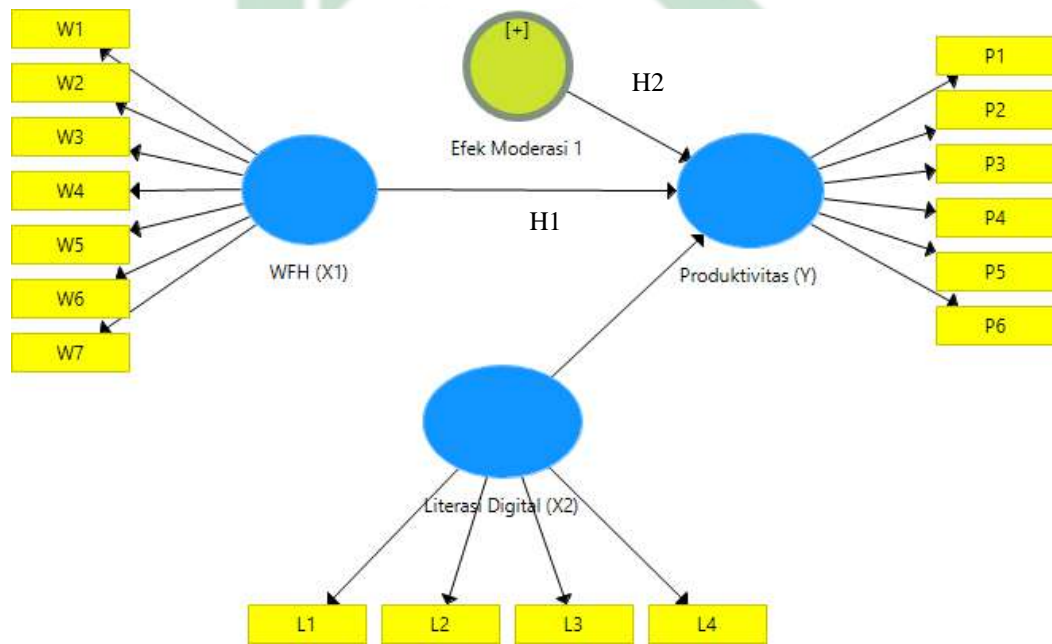 W1
W2
W3
W4
W5
W6
W7
WFH (X1)
[+]
Efek Moderasi 1
H2
H1
Produktivitas (Y)
P1
P2
P3
P4
P5
P6
Literasi Digital (X2)
L1
L2
L3
L4